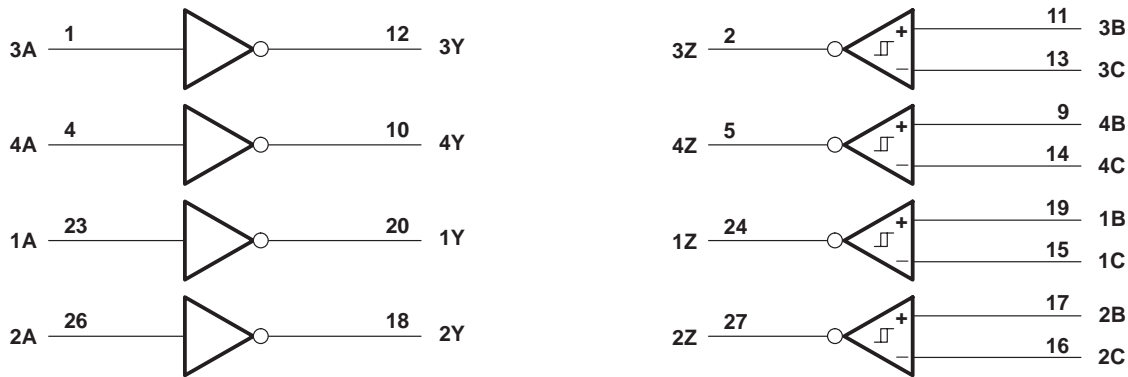 3A 1 12 3Y
4A 4 10 4Y
1A 23 20 1Y
2A 26 18 2Y
3Z 2 + 11 3B
− 13 3C
4Z 5 + 9 4B
− 14 4C
1Z 24 + 19 1B
− 15 1C
2Z 27 + 17 2B
− 16 2C